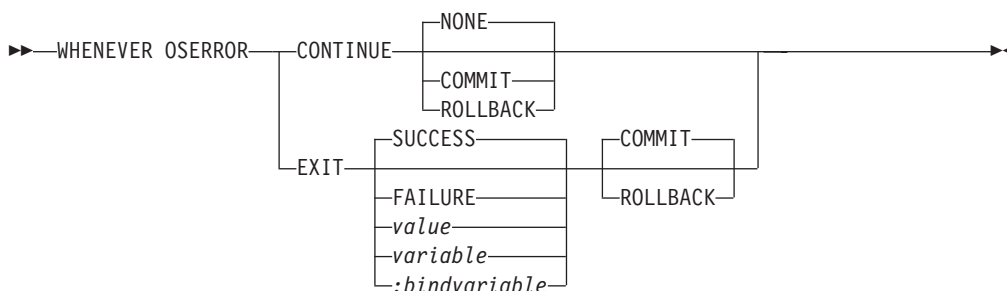 NONE
WHENEVER OSERROR CONTINUE
COMMIT
ROLLBACK
SUCCESS COMMIT
EXIT
FAILURE ROLLBACK
value
variable
:bindvariable